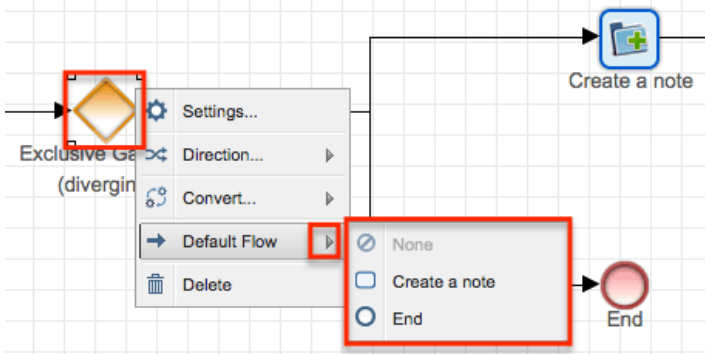 Create a note
Settings...
Exclusive Ga
Direction...
(divergin
Convert...
Default Flow
None
Delete
Create a note
End
End